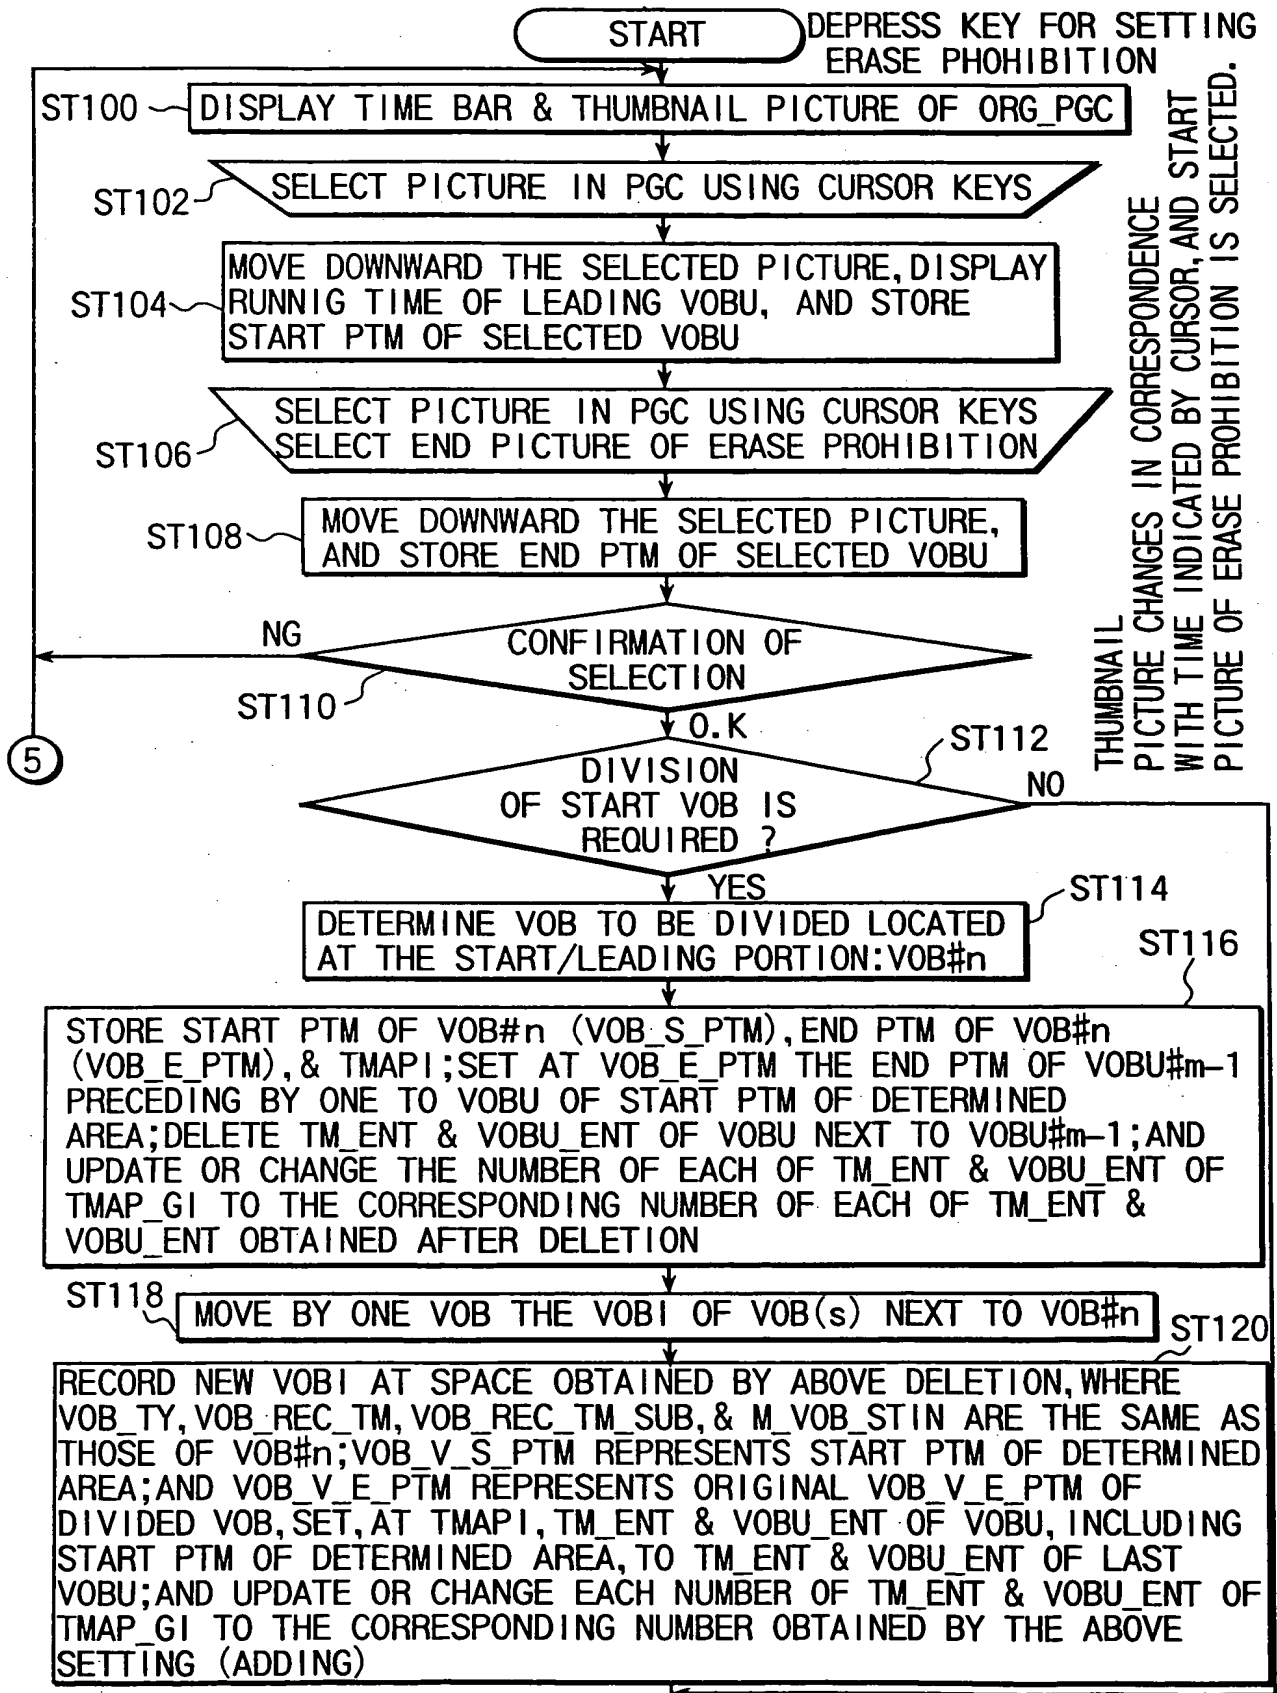 START
DEPRESS KEY FOR SETTING
ERASE PHOHIBITION
ST100
DISPLAY TIME BAR & THUMBNAIL PICTURE OF ORG_PGC
ST102
SELECT PICTURE IN PGC USING CURSOR KEYS
ST104
MOVE DOWNWARD THE SELECTED PICTURE, DISPLAY
RUNNIG TIME OF LEADING VOBU, AND STORE
START PTM OF SELECTED VOBU
ST106
SELECT PICTURE IN PGC USING CURSOR KEYS
SELECT END PICTURE OF ERASE PROHIBITION
ST108
MOVE DOWNWARD THE SELECTED PICTURE,
AND STORE END PTM OF SELECTED VOBU
THUMBNAIL
PICTURE CHANGES IN CORRESPONDENCE
WITH TIME INDICATED BY CURSOR, AND START
PICTURE OF ERASE PROHIBITION IS SELECTED.
NG
CONFIRMATION OF
SELECTION
ST110
O.K
5
ST112
DIVISION
OF START VOB IS
REQUIRED ?
NO
YES
ST114
DETERMINE VOB TO BE DIVIDED LOCATED
AT THE START/LEADING PORTION:VOB#n
ST116
STORE START PTM OF VOB#n (VOB_S_PTM), END PTM OF VOB#n
(VOB_E_PTM), & TMAPI;SET AT VOB_E_PTM THE END PTM OF VOBU#m-1
PRECEDING BY ONE TO VOBU OF START PTM OF DETERMINED
AREA;DELETE TM_ENT & VOBU_ENT OF VOBU NEXT TO VOBU#m-1;AND
UPDATE OR CHANGE THE NUMBER OF EACH OF TM_ENT & VOBU_ENT OF
TMAP_GI TO THE CORRESPONDING NUMBER OF EACH OF TM_ENT &
VOBU_ENT OBTAINED AFTER DELETION
ST118
MOVE BY ONE VOB THE VOBI OF VOB(s) NEXT TO VOB#n
ST120
RECORD NEW VOBI AT SPACE OBTAINED BY ABOVE DELETION, WHERE
VOB_TY, VOB_REC_TM, VOB_REC_TM_SUB, & M_VOB_STIN ARE THE SAME AS
THOSE OF VOB#n;VOB_V_S_PTM REPRESENTS START PTM OF DETERMINED
AREA;AND VOB_V_E_PTM REPRESENTS ORIGINAL VOB_V_E_PTM OF
DIVIDED VOB, SET, AT TMAPI, TM_ENT & VOBU_ENT OF VOBU, INCLUDING
START PTM OF DETERMINED AREA, TO TM_ENT & VOBU_ENT OF LAST
VOBU;AND UPDATE OR CHANGE EACH NUMBER OF TM_ENT & VOBU_ENT OF
TMAP_GI TO THE CORRESPONDING NUMBER OBTAINED BY THE ABOVE
SETTING (ADDING)